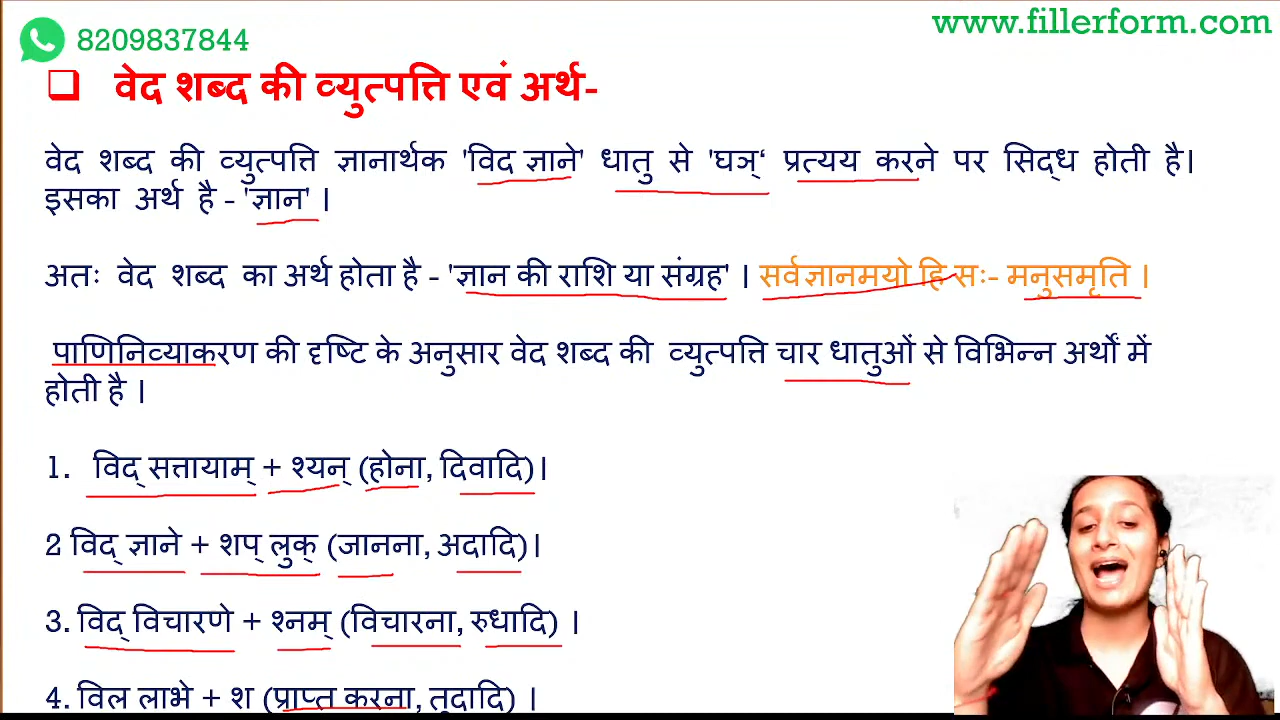 www.fillerform.com
8209837844
वेद शब्द की व्युत्पत्ति एवं अर्थ-
वेद शब्द की व्युत्पत्ति ज्ञानार्थक 'विद ज्ञाने' धातु से 'घञ्‘ प्रत्यय करने पर सिद्ध होती है।
इसका अर्थ है - 'ज्ञान' |
अतः वेद शब्द का अर्थ होता है - 'ज्ञान की राशि या संग्रह' | सर्वज्ञानमयो हि सः- मनुसमृति |
पाणिनिव्याकरण की दृष्टि के अनुसार वेद शब्द की व्युत्पत्ति चार धातुओं से विभिन्न अर्थों में
होती है |
1. विद् सत्तायाम् + श्यन् (होना, दिवादि)|
2 विद् ज्ञाने + शप् लुक् (जानना, अदादि)|
3. विद् विचारणे + श्नम् (विचारना, रुधादि) |
4. विल लाभे + श (प्राप्त करना, तुदादि) |